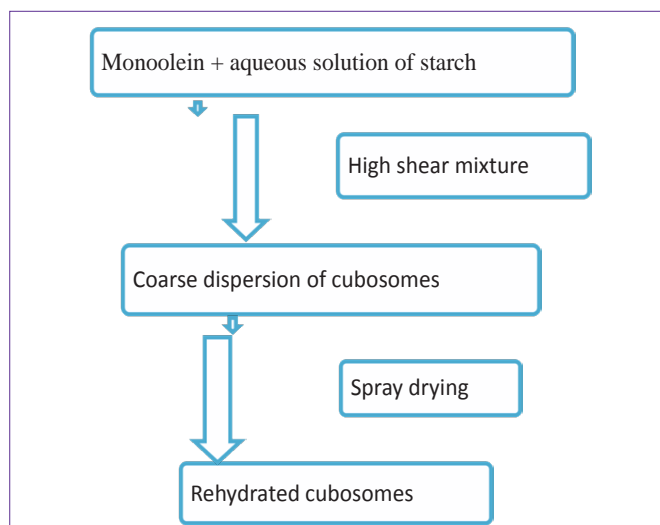 Monoolein + aqueous solution of starch
High shear mixture
Coarse dispersion of cubosomes
Spray drying
Rehydrated cubosomes